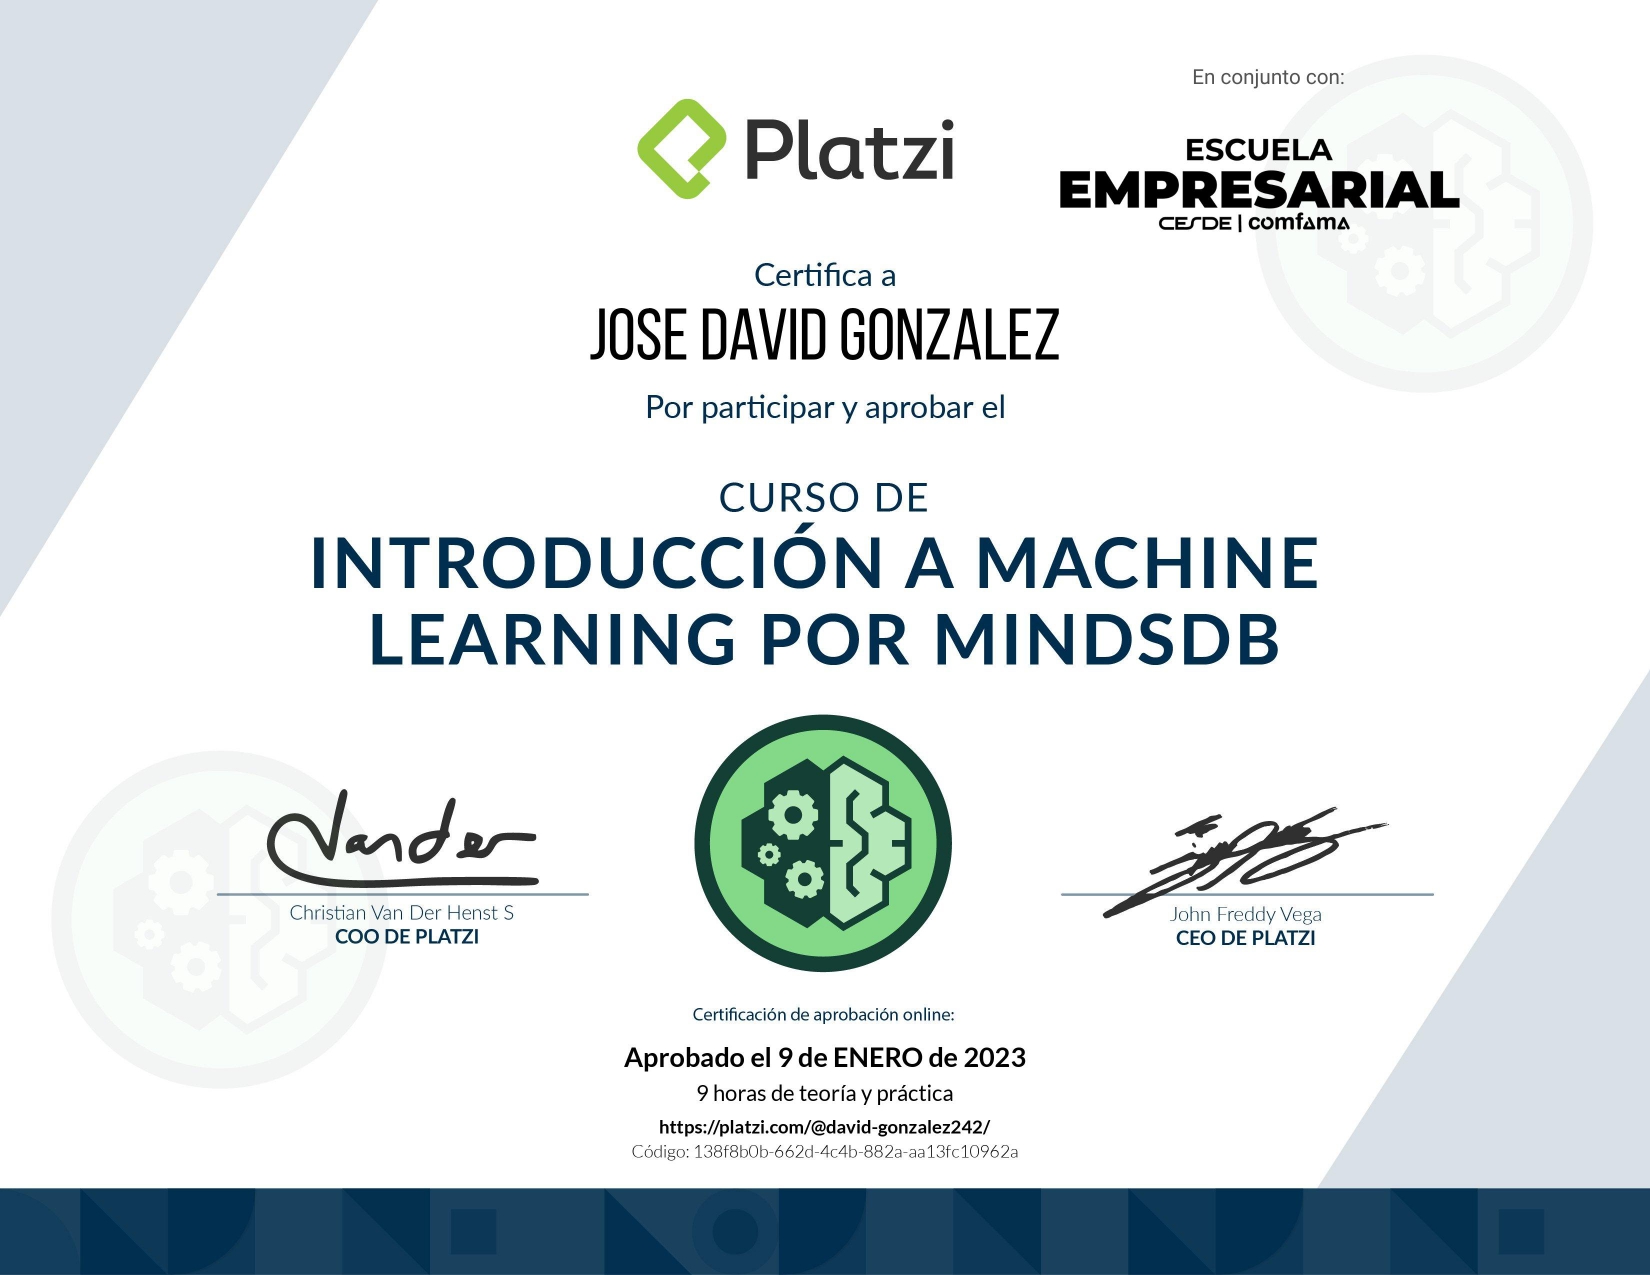 En conjunto con:
Platzi
ESCUELA
EMPRESARIAL
CESDE | comfama
Certifica a
JOSE DAVID GONZALEZ
Por participar y aprobar el
CURSO DE
INTRODUCCIÓN A MACHINE
LEARNING POR MINDSDB
Vander
Christian Van Der Henst S
COO DE PLATZI
John Freddy Vega
CEO DE PLATZI
Certificación de aprobación online:
Aprobado el 9 de ENERO de 2023
9 horas de teoría y práctica
https://platzi.com/@david-gonzalez242/
Código: 138f8b0b-662d-4c4b-882a-aa13fc10962a